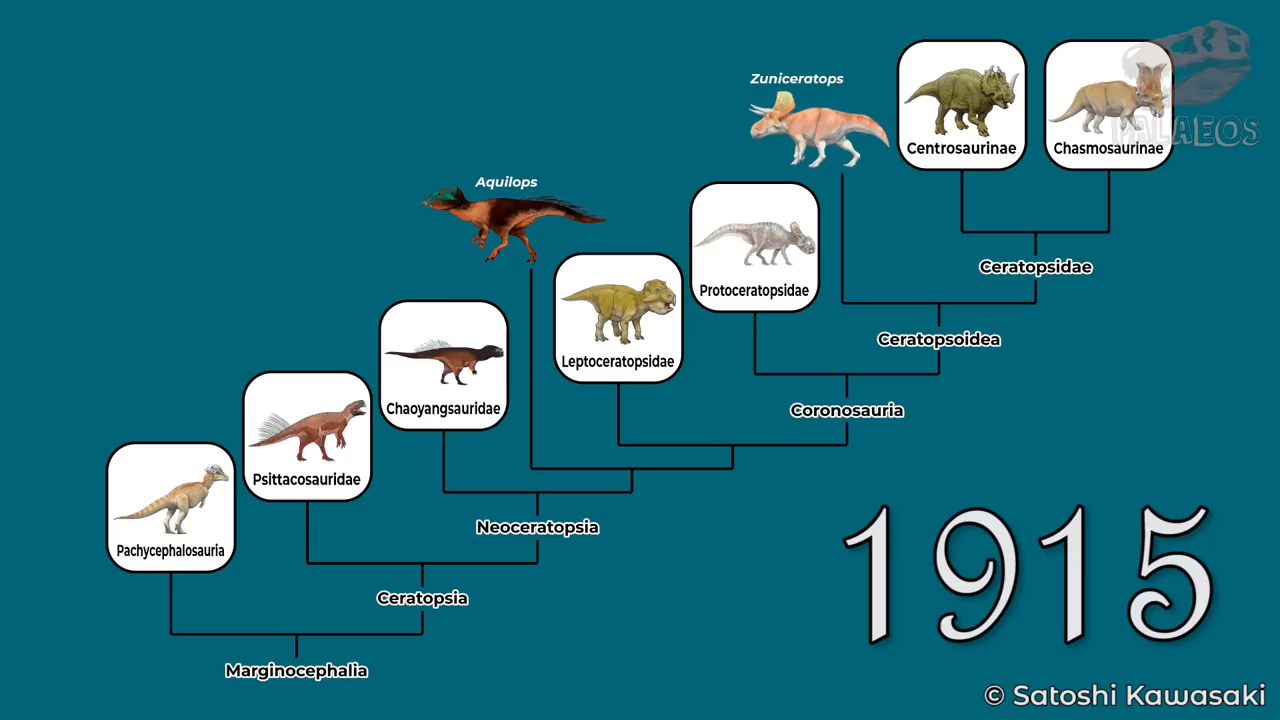 PALAEOS
Zuniceratops
Centrosaurinae
Chasmosaurinae
Aquilops
Ceratopsidae
Protoceratopsidae
Ceratopsoidea
Leptoceratopsidae
Chaoyangsauridae
Coronosauria
Psittacosauridae
Neoceratopsia
Pachycephalosauria
Ceratopsia
1915
Marginocephalia
© Satoshi Kawasaki